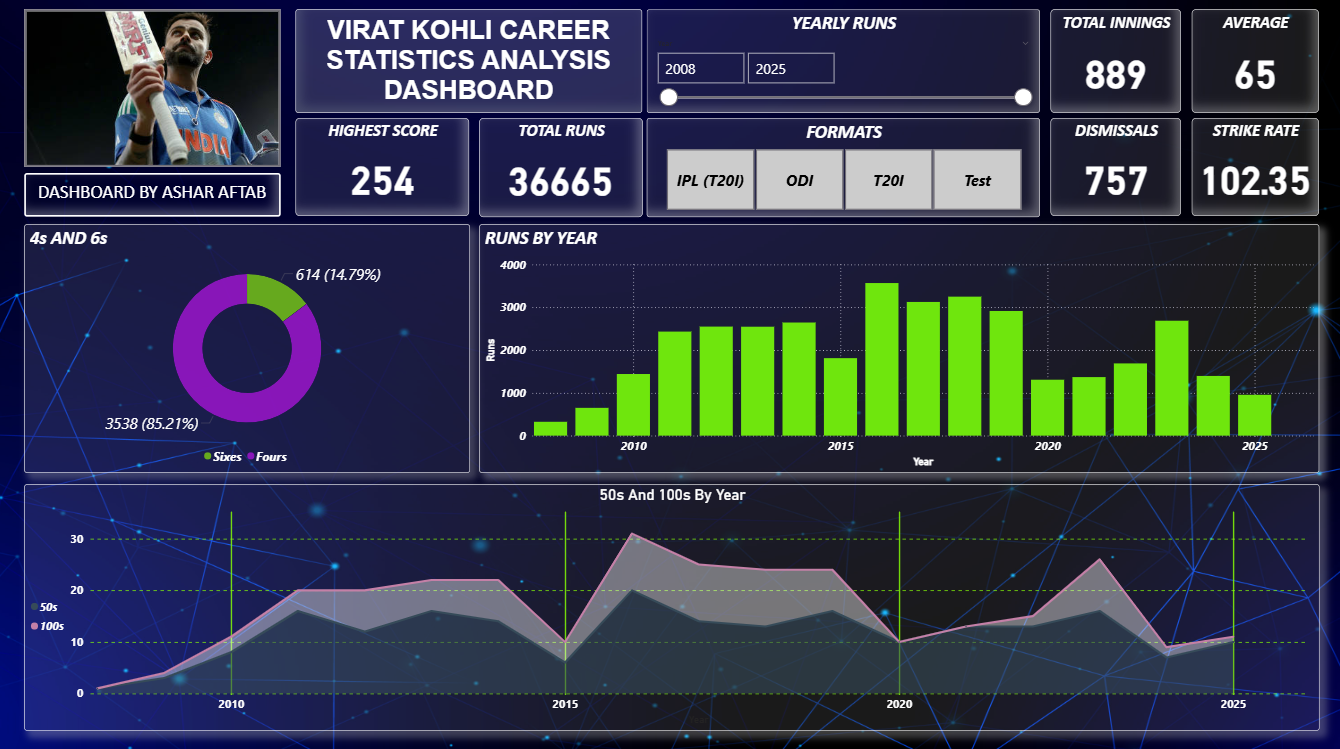 VIRAT KOHLI CAREER
STATISTICS ANALYSIS
DASHBOARD
YEARLY RUNS
2008
2025
TOTAL INNINGS
889
AVERAGE
65
DASHBOARD BY ASHAR AFTAB
HIGHEST SCORE
254
TOTAL RUNS
36665
FORMATS
IPL (T20I)
ODI
T20I
Test
DISMISSALS
757
STRIKE RATE
102.35
4s AND 6s
614 (14.79%)
3538 (85.21%)
Sixes
Fours
RUNS BY YEAR
Runs
4000
3000
2000
1000
0
2010
2015
2020
2025
Year
50s And 100s By Year
50s
100s
30
20
10
0
2010
2015
2020
2025
MRF
Genius
INDI